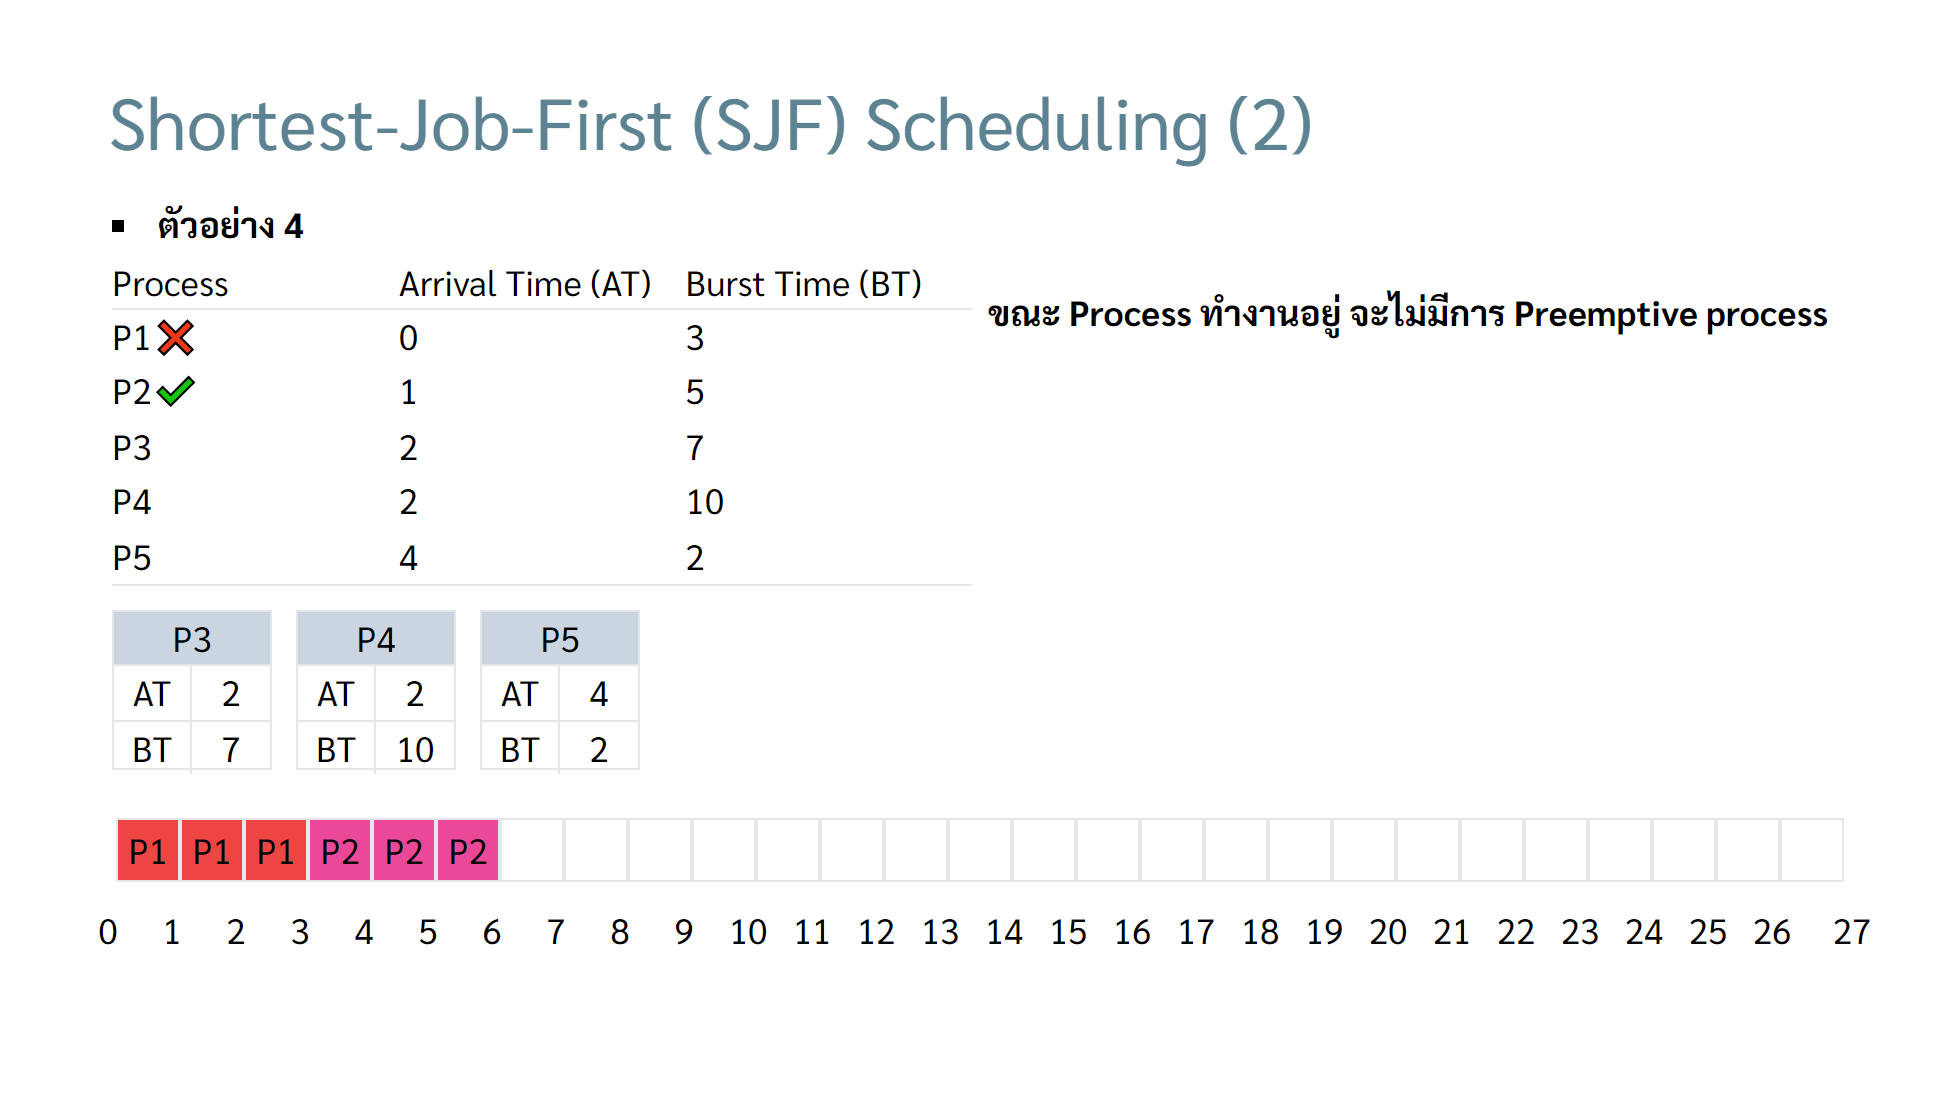 Shortest-Job-First (SJF) Scheduling (2)
▪ ตัวอย่าง 4
Process Arrival Time (AT) Burst Time (BT)
P1 0 3
P2 1 5
P3 2 7
P4 2 10
P5 4 2
ขณะ Process ทำงานอยู่ จะไม่มีการ Preemptive process
P3 P4 P5
AT 2 AT 2 AT 4
BT 7 BT 10 BT 2
P1 P1 P1 P2 P2 P2
0 1 2 3 4 5 6 7 8 9 10 11 12 13 14 15 16 17 18 19 20 21 22 23 24 25 26 27